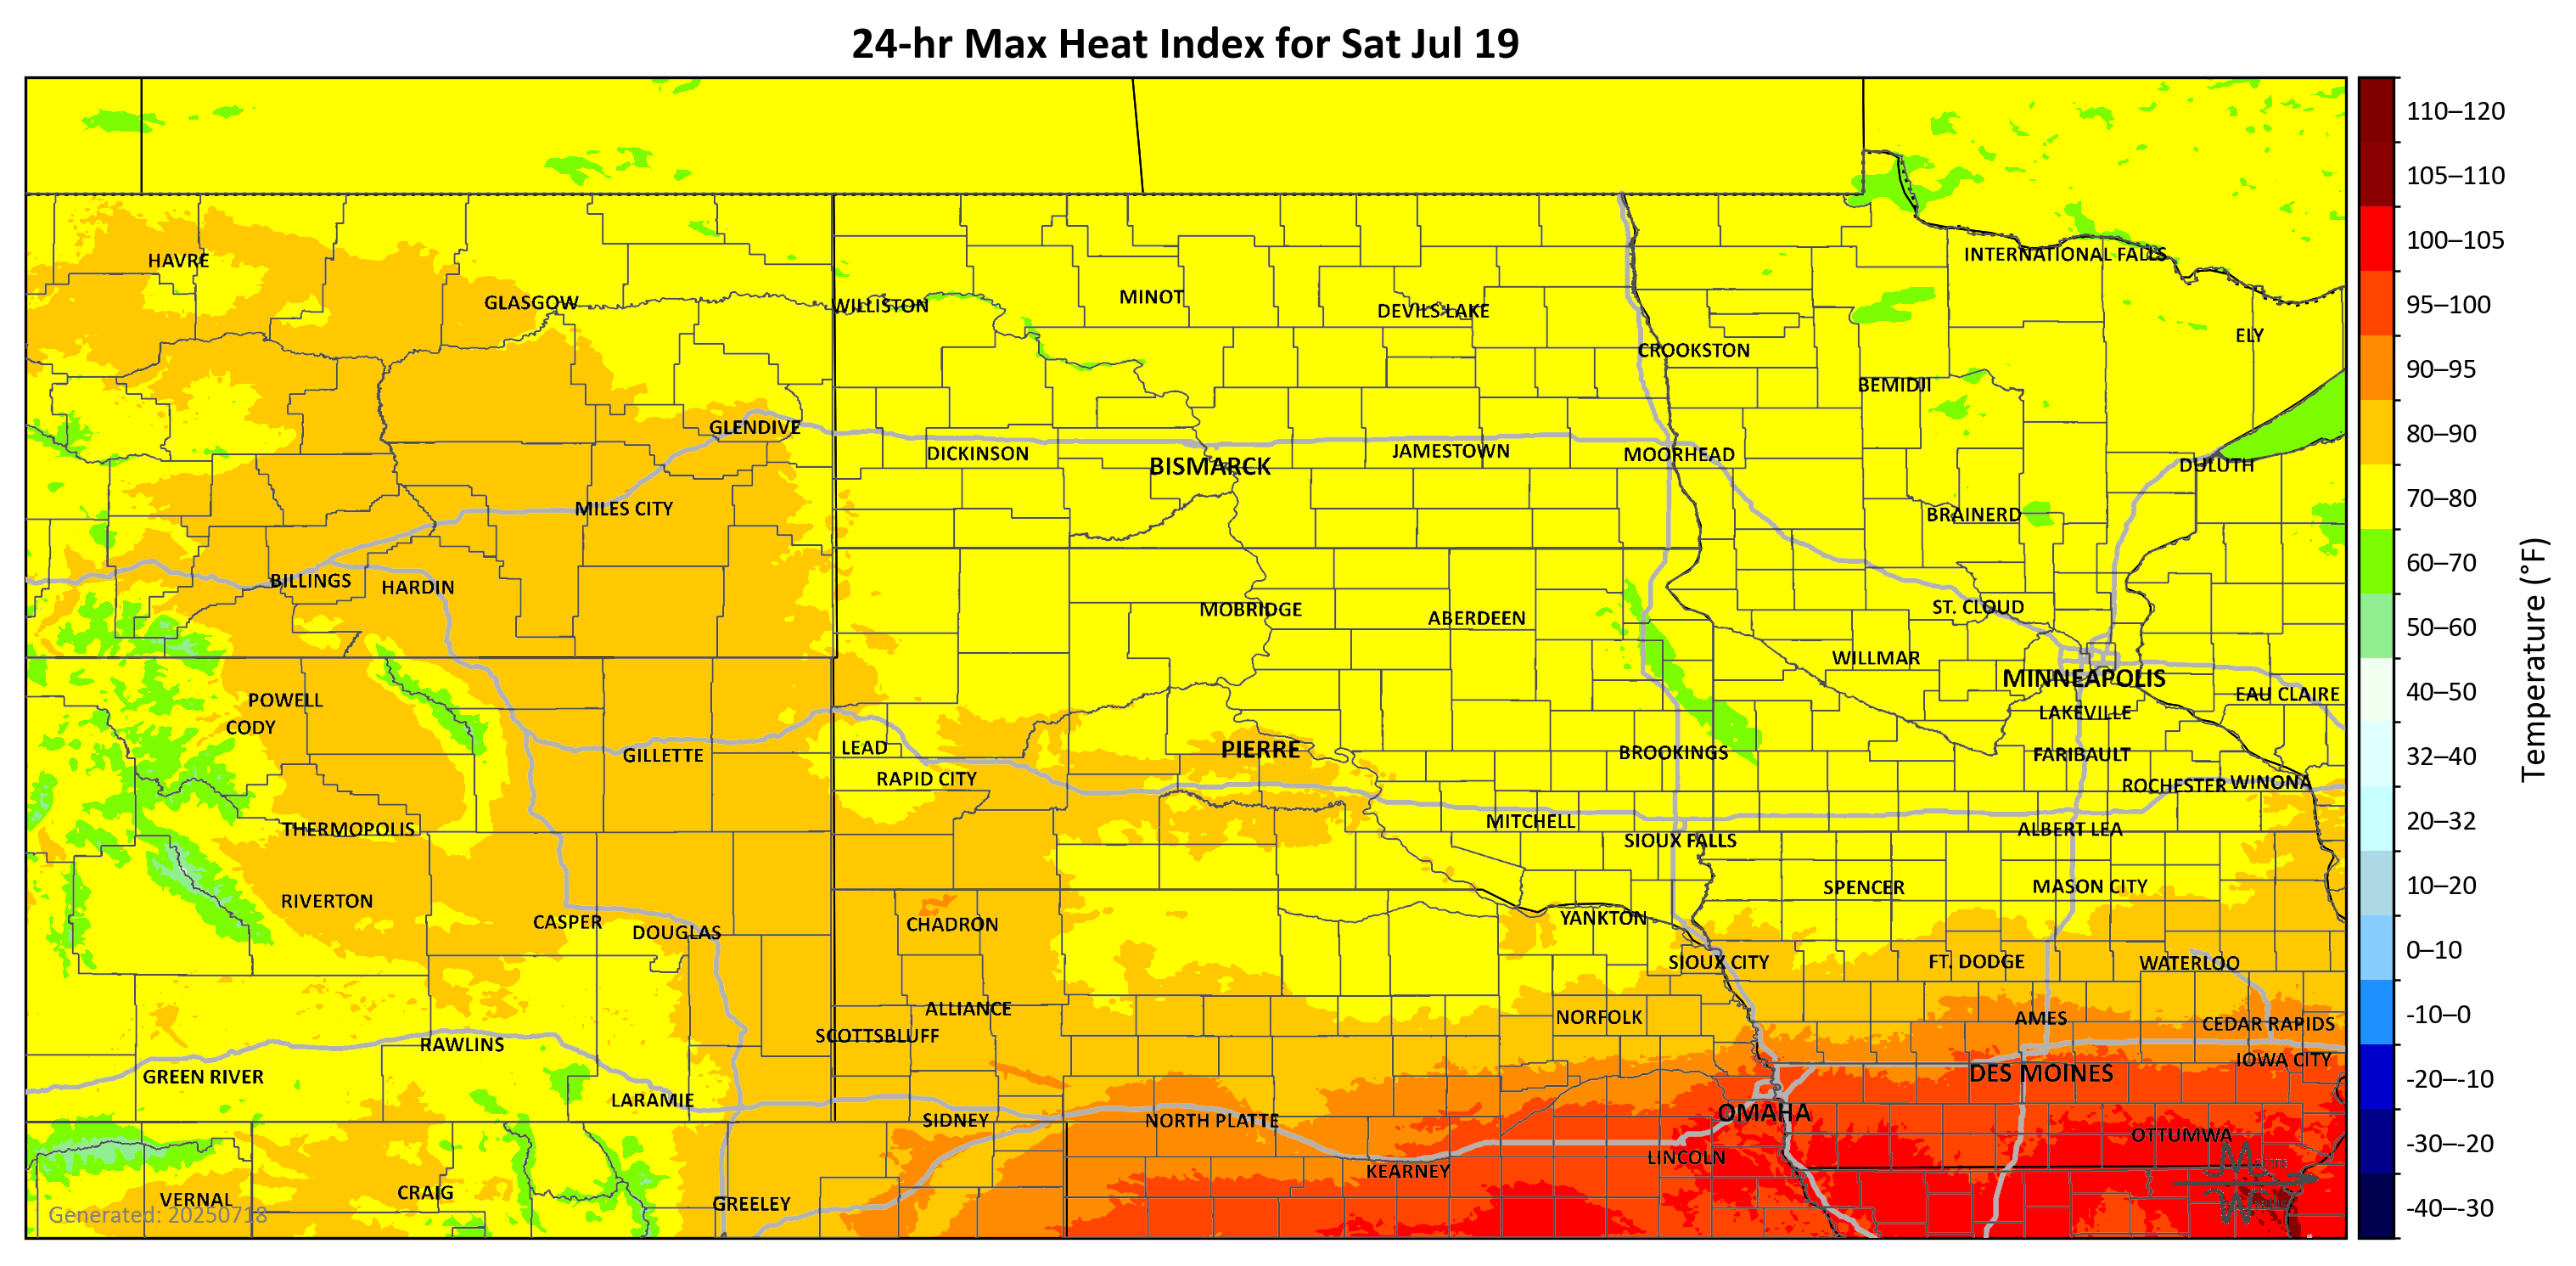 24-hr Max Heat Index for Sat Jul 19
110–120
105–110
100–105
95–100
90–95
80–90
70–80
60–70
50–60
40–50
32–40
20–32
10–20
0–10
-10–0
-20–-10
-30–-20
-40–-30
Temperature (°F)
HAVRE
INTERNATIONAL FALLS
GLASGOW
WILLISTON
MINOT
DEVILS LAKE
ELY
CROOKSTON
BEMIDJI
GLENDIVE
DICKINSON
BISMARCK
JAMESTOWN
MOORHEAD
DULUTH
MILES CITY
BRAINERD
BILLINGS
HARDIN
MOBRIDGE
ABERDEEN
ST. CLOUD
WILLMAR
MINNEAPOLIS
EAU CLAIRE
POWELL
CODY
LAKEVILLE
GILLETTE
LEAD
PIERRE
BROOKINGS
FARIBAULT
RAPID CITY
ROCHESTER
WINONA
THERMOPOLIS
MITCHELL
SIOUX FALLS
ALBERT LEA
RIVERTON
SPENCER
MASON CITY
CASPER
DOUGLAS
CHADRON
YANKTON
SIOUX CITY
FT. DODGE
WATERLOO
ALLIANCE
NORFOLK
AMES
CEDAR RAPIDS
SCOTTSBLUFF
RAWLINS
IOWA CITY
GREEN RIVER
DES MOINES
LARAMIE
SIDNEY
NORTH PLATTE
OMAHA
OTTUMWA
LINCOLN
KEARNEY
VERNAL
CRAIG
GREELEY
Generated: 20250718